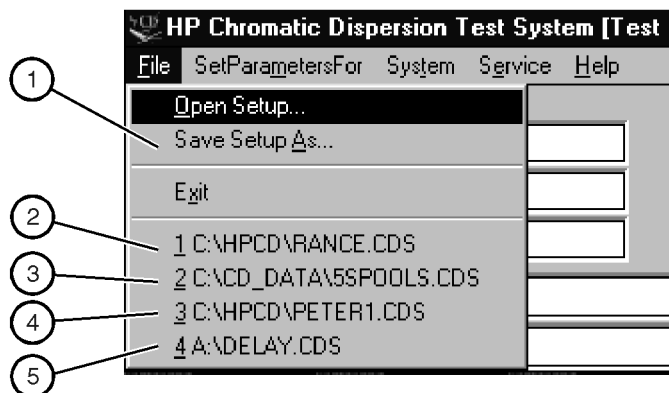 HP Chromatic Dispersion Test System [Test
File SetParametersFor System Service Help
1
Open Setup...
Save Setup As...
Exit
2
1 C:\HPCD\RANCE.CDS
3
2 C:\CD_DATA\5SPOOLS.CDS
4
3 C:\HPCD\PETER1.CDS
5
4 A:\DELAY.CDS